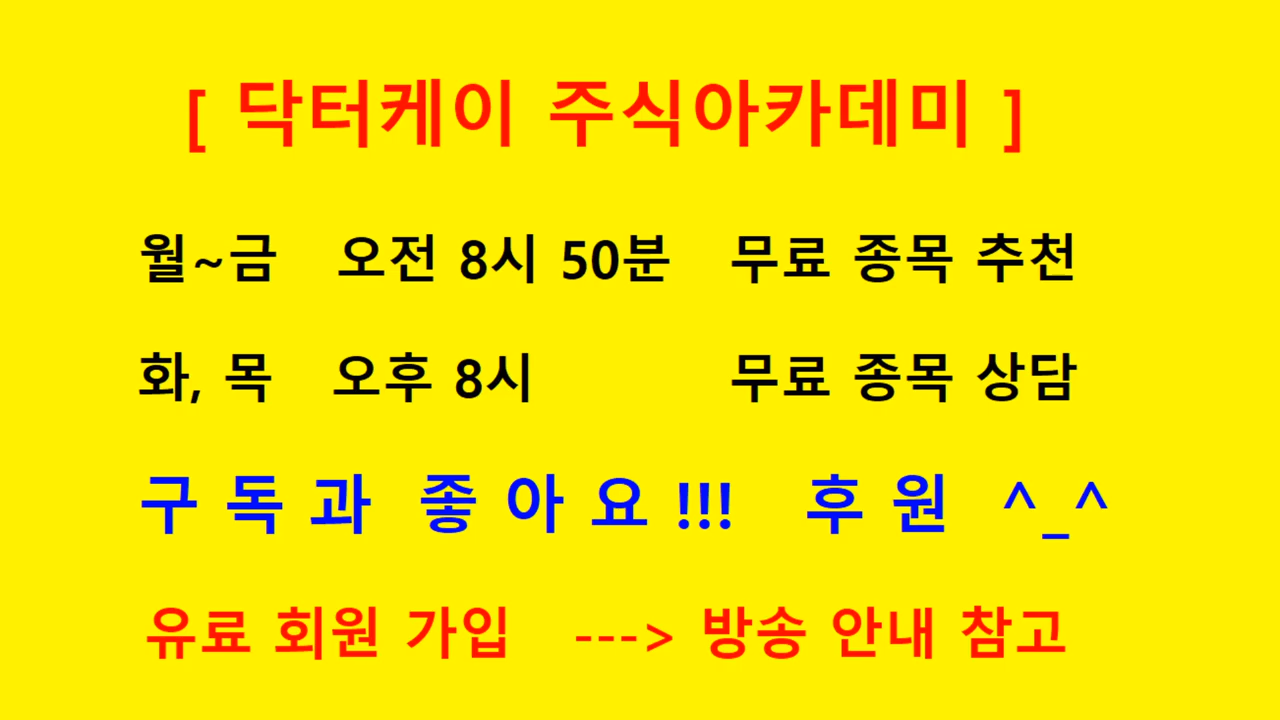 [ 닥터케이 주식아카데미 ]
월~금 오전 8시 50분 무료 종목 추천
화, 목 오후 8시 무료 종목 상담
구 독 과 좋 아 요 !!! 후 원 ^_^
유료 회원 가입 ---> 방송 안내 참고